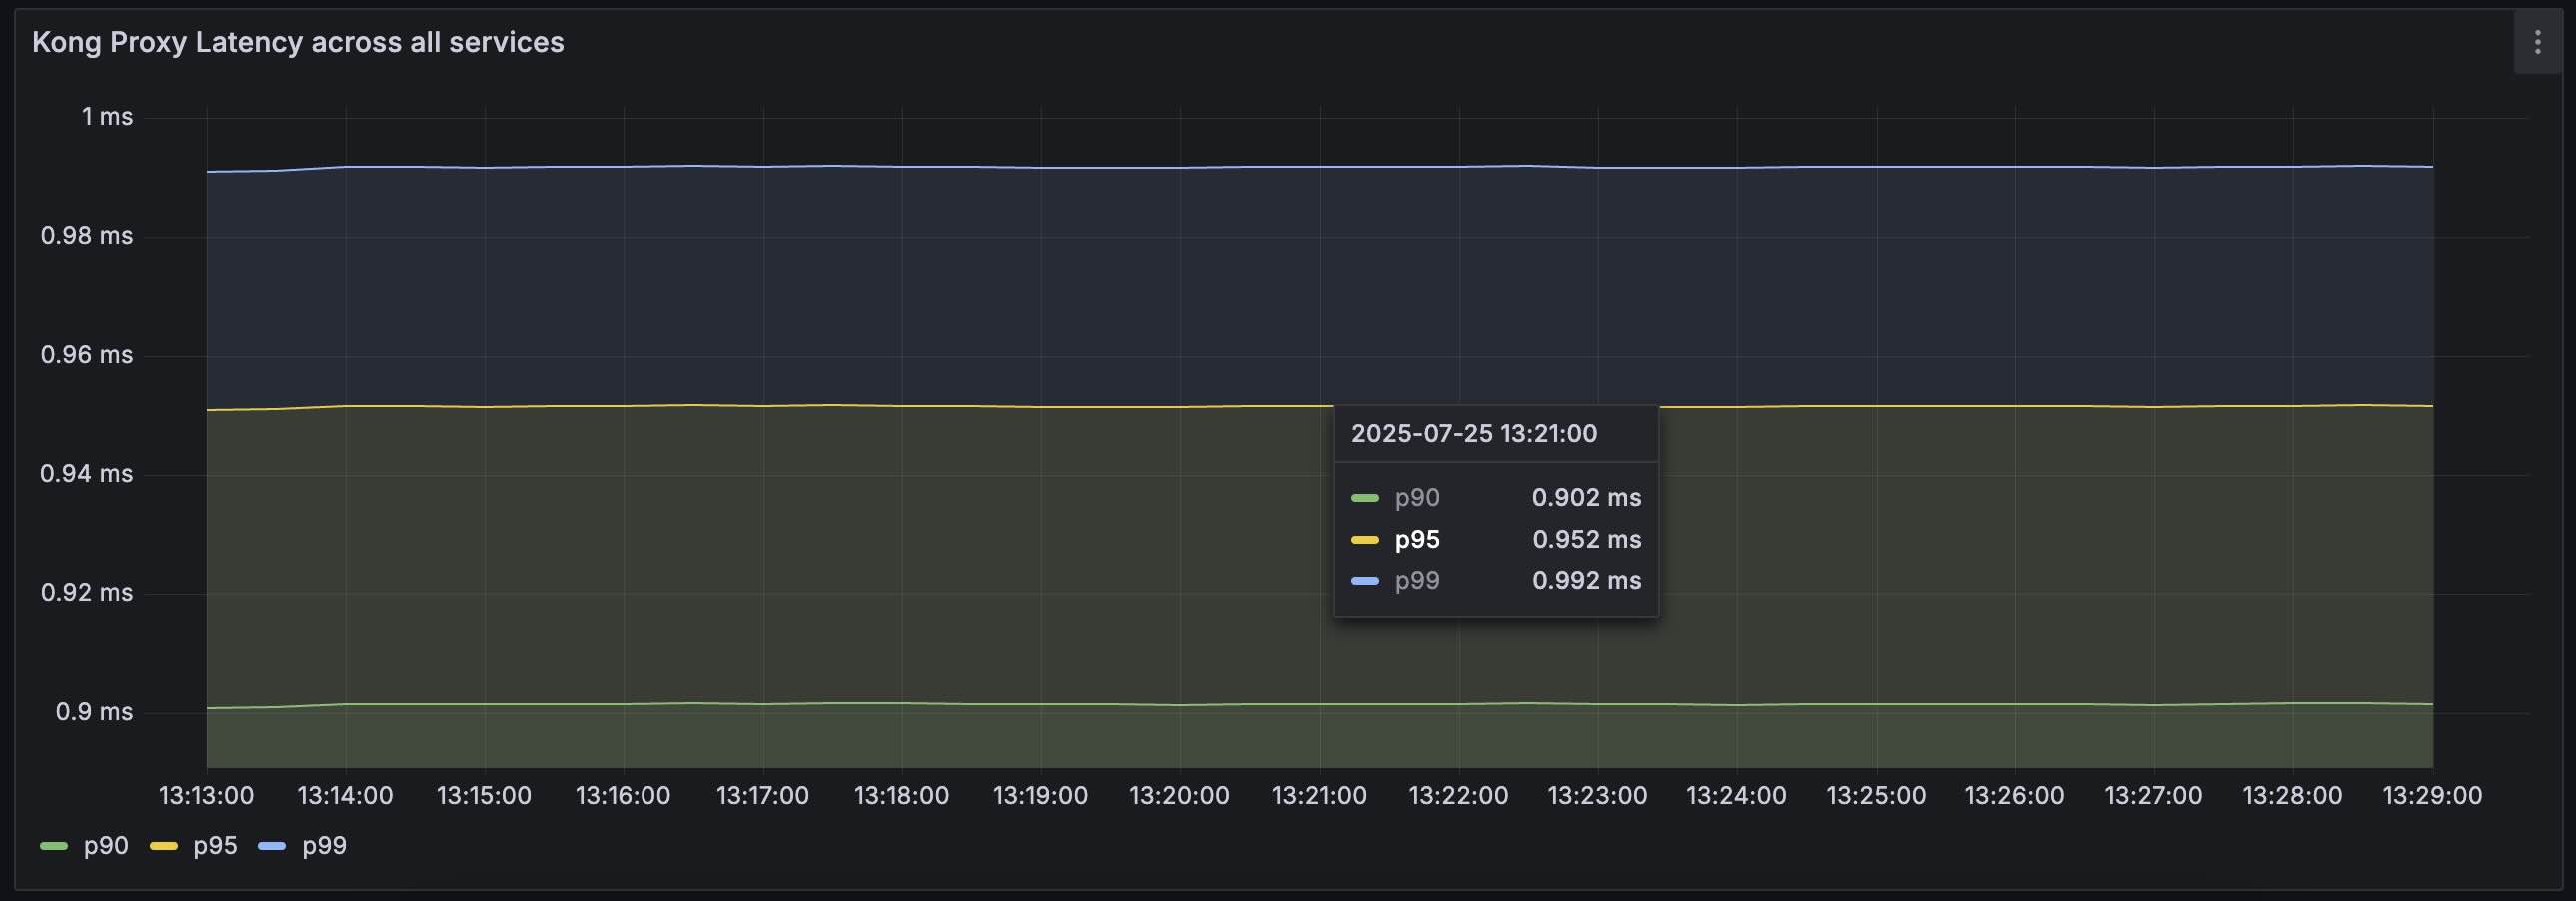 Kong Proxy Latency across all services
1 ms
0.98 ms
0.96 ms
0.94 ms
0.92 ms
0.9 ms
2025-07-25 13:21:00
p90 0.902 ms
p95 0.952 ms
p99 0.992 ms
13:13:00 13:14:00 13:15:00 13:16:00 13:17:00 13:18:00 13:19:00 13:20:00 13:21:00 13:22:00 13:23:00 13:24:00 13:25:00 13:26:00 13:27:00 13:28:00 13:29:00
p90 p95 p99